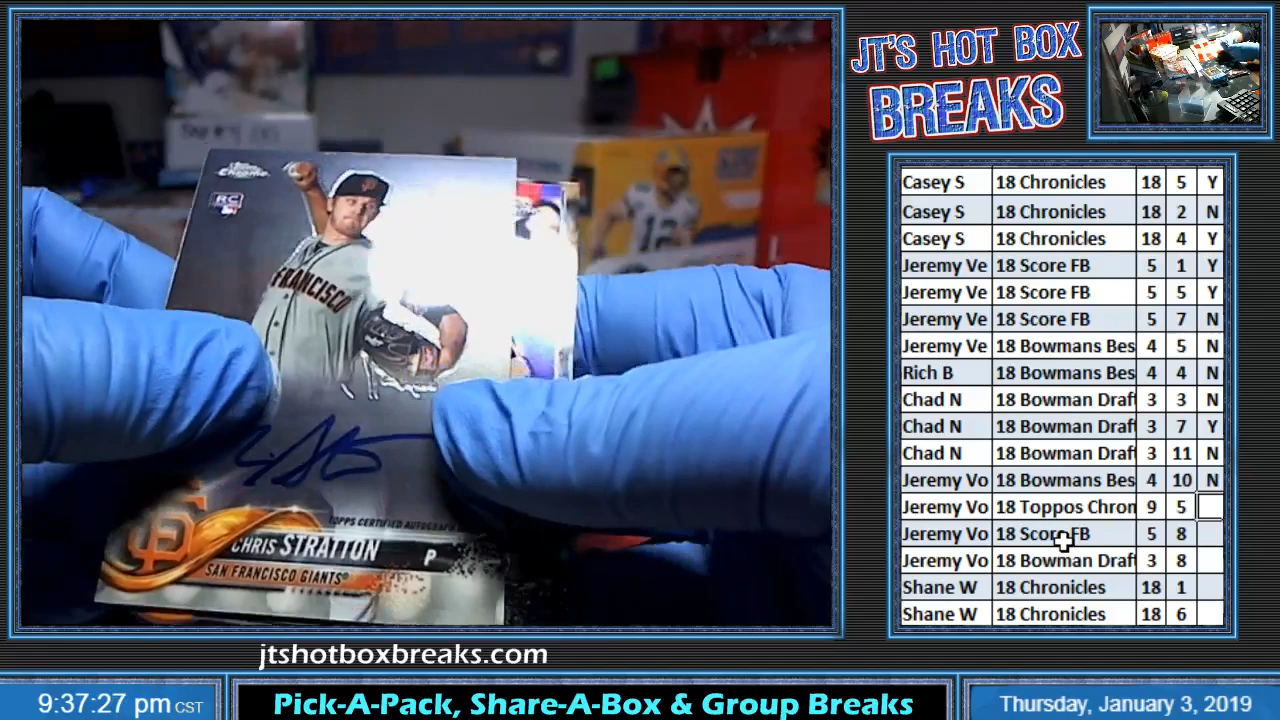 JT'S HOT BOX
BREAKS
Topps
Chrome
RC
FRANCISCO
12
TOPPS CERTIFIED AUTOGRAPH
SF
CHRIS STRATTON P
SAN FRANCISCO GIANTS
Casey S 18 Chronicles 18 5 Y
Casey S 18 Chronicles 18 2 N
Casey S 18 Chronicles 18 4 Y
Jeremy Ve 18 Score FB 5 1 Y
Jeremy Ve 18 Score FB 5 5 Y
Jeremy Ve 18 Score FB 5 7 N
Jeremy Ve 18 Bowmans Bes 4 5 N
Rich B 18 Bowmans Bes 4 4 N
Chad N 18 Bowman Draf 3 3 N
Chad N 18 Bowman Draf 3 7 Y
Chad N 18 Bowman Draf 3 11 N
Jeremy Vo 18 Bowmans Bes 4 10 N
Jeremy Vo 18 Toppos Chron 9 5
Jeremy Vo 18 Score FB 5 8
Jeremy Vo 18 Bowman Draf 3 8
Shane W 18 Chronicles 18 1
Shane W 18 Chronicles 18 6
jtshotboxbreaks.com
9:37:27 pm CST
Pick-A-Pack, Share-A-Box & Group Breaks
Thursday, January 3, 2019